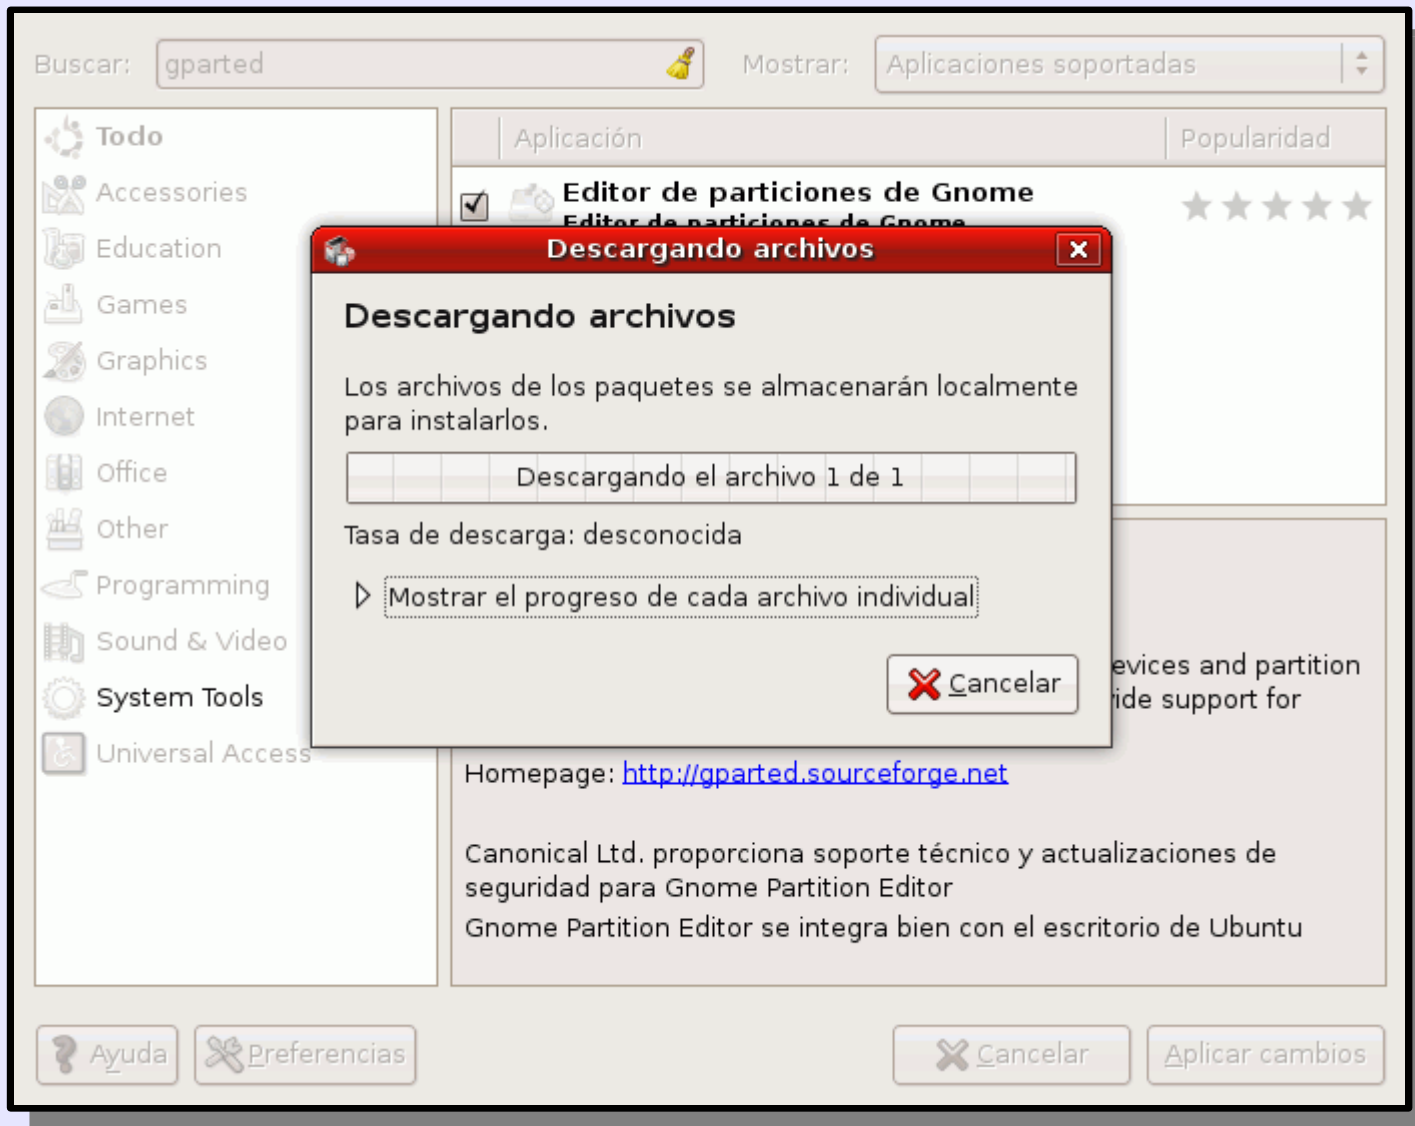 Buscar: gparted Mostrar: Aplicaciones soportadas
Todo
Accessories
Education
Games
Graphics
Internet
Office
Other
Programming
Sound & Video
System Tools
Universal Access
Aplicación Popularidad
Editor de particiones de Gnome
Editor de particiones de Gnome
Descargando archivos
Descargando archivos
Los archivos de los paquetes se almacenarán localmente
para instalarlos.
Descargando el archivo 1 de 1
Tasa de descarga: desconocida
Mostrar el progreso de cada archivo individual
Cancelar
evices and partition
ide support for
Homepage: http://gparted.sourceforge.net
Canonical Ltd. proporciona soporte técnico y actualizaciones de
seguridad para Gnome Partition Editor
Gnome Partition Editor se integra bien con el escritorio de Ubuntu
Ayuda Preferencias Cancelar Aplicar cambios